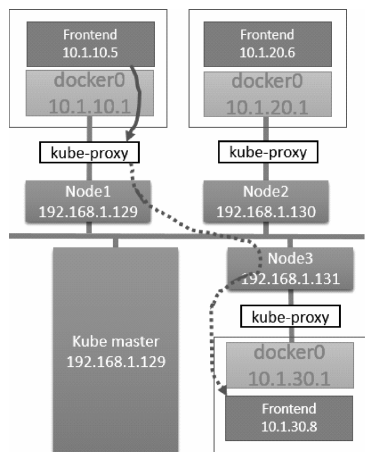 Frontend
10.1.10.5
docker0
10.1.10.1
kube-proxy
Node1
192.168.1.129
Frontend
10.1.20.6
docker0
10.1.20.1
kube-proxy
Node2
192.168.1.130
Kube master
192.168.1.129
Node3
192.168.1.131
kube-proxy
docker0
10.1.30.1
Frontend
10.1.30.8